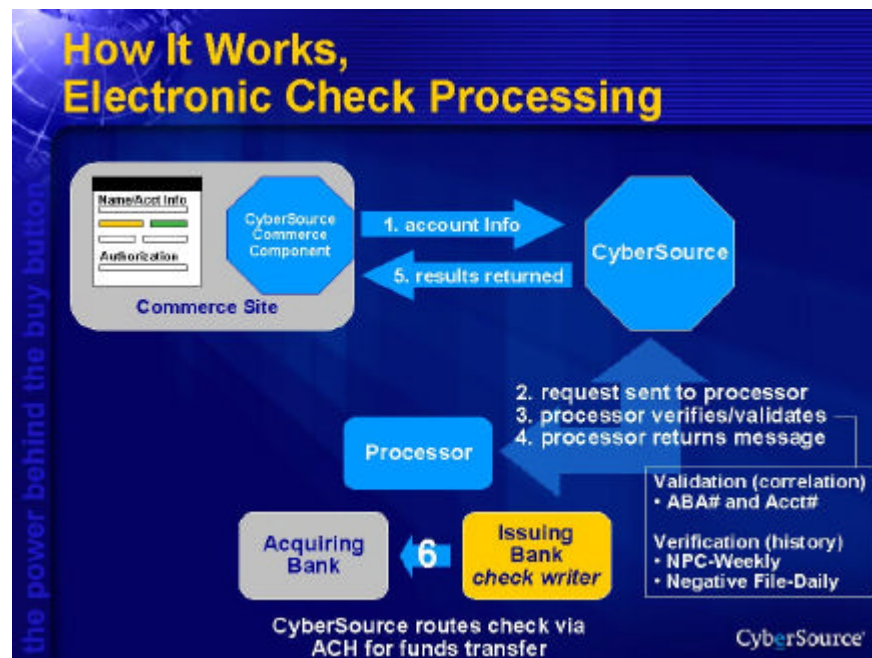 How It Works,
Electronic Check Processing
the power behind the buy button
Name/Acct Info
Authorization
CyberSource
Commerce
Component
Commerce Site
1. account Info
5. results returned
CyberSource
2. request sent to processor
3. processor verifies/validates
4. processor returns message
Processor
Validation (correlation)
• ABA# and Acct#
Verification (history)
• NPC-Weekly
• Negative File-Daily
Acquiring
Bank
6
Issuing
Bank
check writer
CyberSource routes check via
ACH for funds transfer
CyberSource